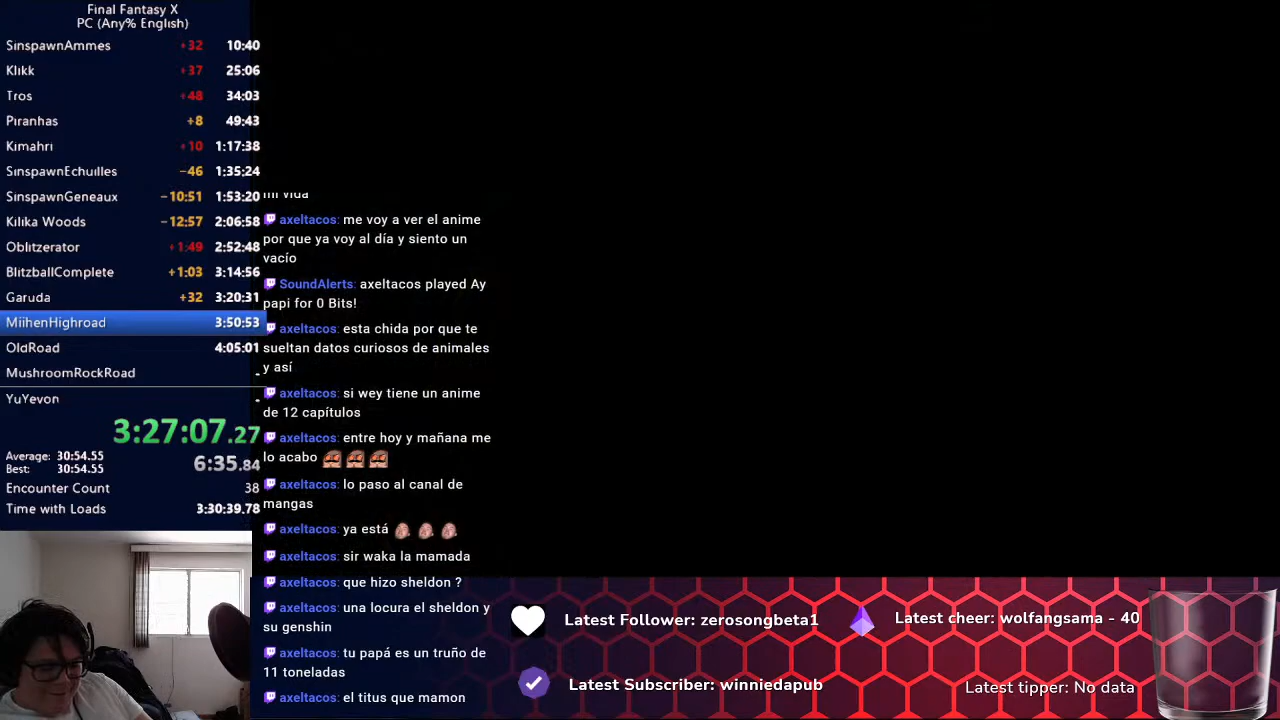 Final Fantasy X
PC (Any% English)
SinspawnAmmes +32 10:40
Klikk +37 25:06
Tros +48 34:03
Piranhas +8 49:43
Kimahri +10 1:17:38
SinspawnEchuilles −46 1:35:24
SinspawnGeneaux −10:51 1:53:20
Kilika Woods −12:57 2:06:58
Oblitzerator +1:49 2:52:48
BlitzballComplete +1:03 3:14:56
Garuda +32 3:20:31
MiihenHighroad 3:50:53
OldRoad 4:05:01
MushroomRockRoad -
YuYevon -
3:27:07.27
Average: 30:54.55
Best: 30:54.55
6:35.84
Encounter Count 38
Time with Loads 3:30:39.78
mi vida
axeltacos: me voy a ver el anime
por que ya voy al día y siento un
vacío
SoundAlerts: axeltacos played Ay
papi for 0 Bits!
axeltacos: esta chida por que te
sueltan datos curiosos de animales
y así
axeltacos: si wey tiene un anime
de 12 capítulos
axeltacos: entre hoy y mañana me
lo acabo
axeltacos: lo paso al canal de
mangas
axeltacos: ya está
axeltacos: sir waka la mamada
axeltacos: que hizo sheldon ?
axeltacos: una locura el sheldon y
su genshin
axeltacos: tu papá es un truño de
11 toneladas
axeltacos: el titus que mamon
Latest Follower: zerosongbeta1
Latest cheer: wolfangsama - 40
Latest Subscriber: winniedapub
Latest tipper: No data